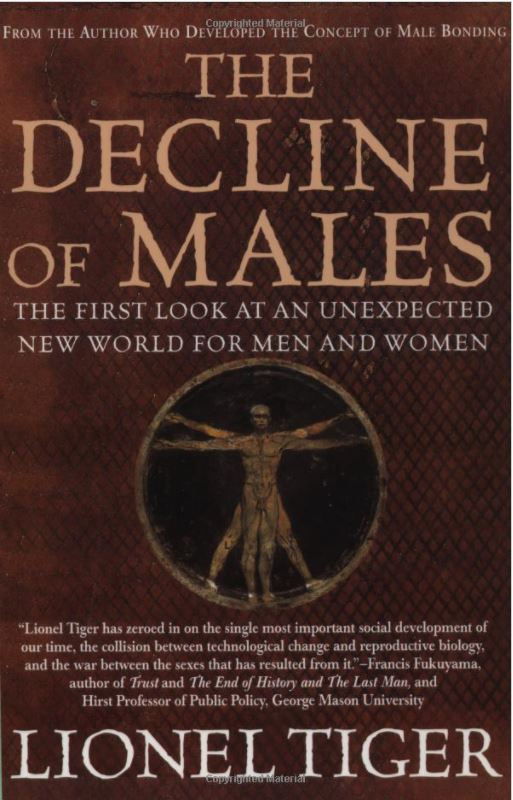 Copyrighted Material
FROM THE AUTHOR WHO DEVELOPED THE CONCEPT OF MALE BONDING
THE
DECLINE
OF MALES
THE FIRST LOOK AT AN UNEXPECTED
NEW WORLD FOR MEN AND WOMEN
“Lionel Tiger has zeroed in on the single most important social development of
our time, the collision between technological change and reproductive biology,
and the war between the sexes that has resulted from it.”–Francis Fukuyama,
author of Trust and The End of History and The Last Man, and
Hirst Professor of Public Policy, George Mason University
LIONEL TIGER
Copyrighted Material